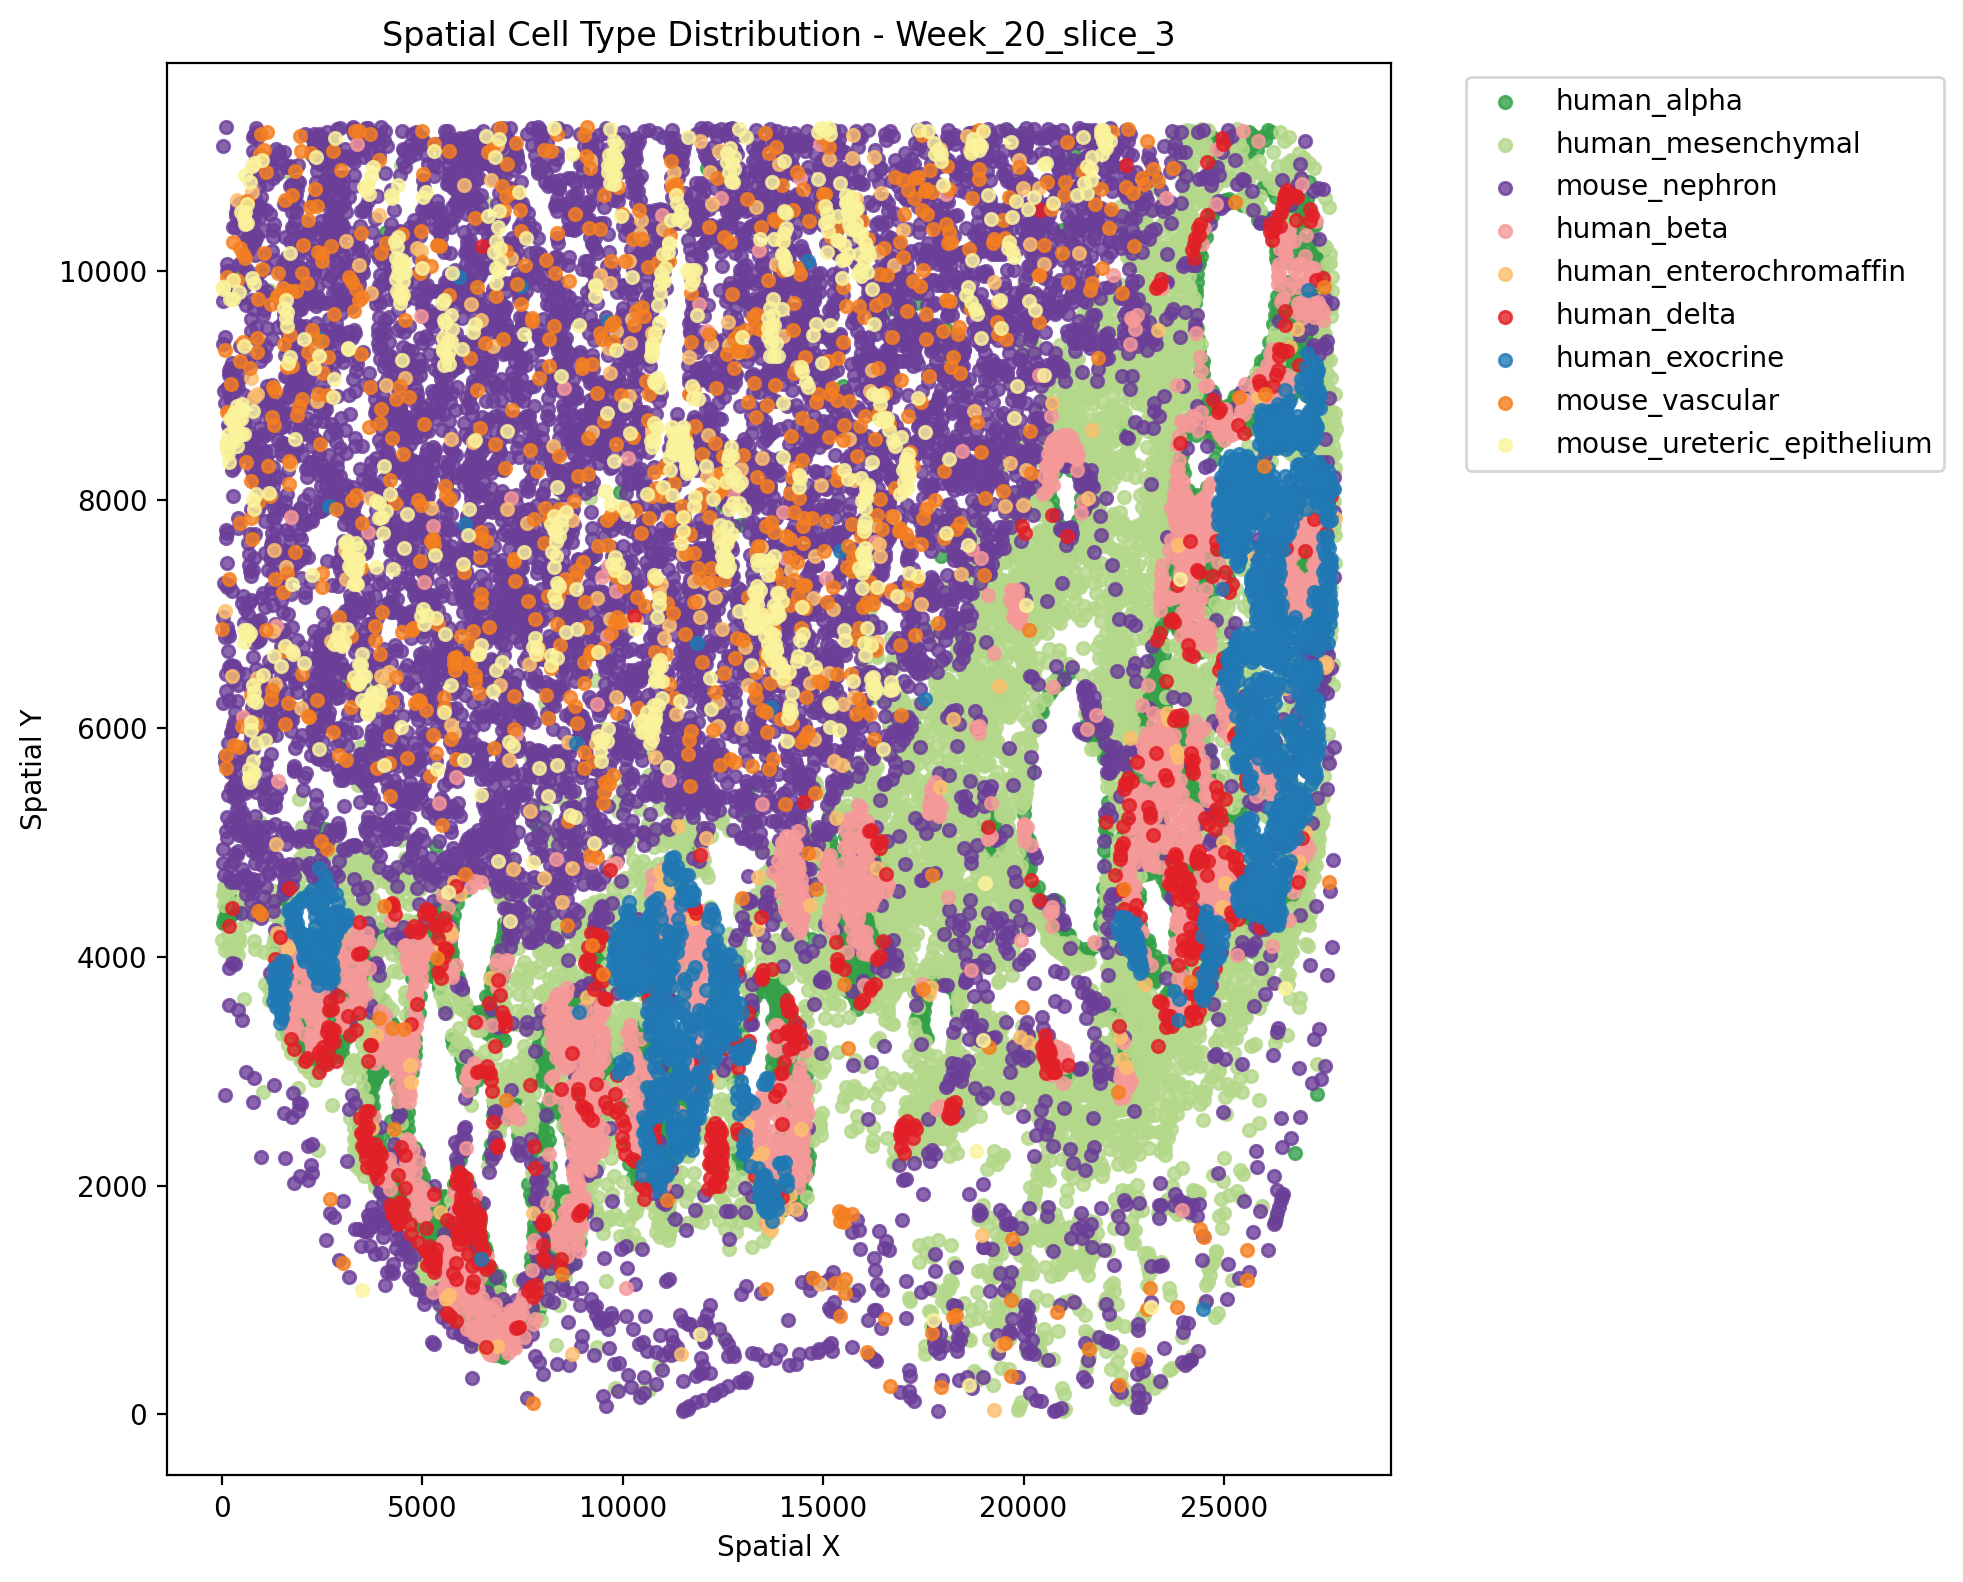 Spatial Cell Type Distribution - Week_20_slice_3
human_alpha
human_mesenchymal
mouse_nephron
human_beta
human_enterochromaffin
human_delta
human_exocrine
mouse_vascular
mouse_ureteric_epithelium
Spatial Y
10000
8000
6000
4000
2000
0
0 5000 10000 15000 20000 25000
Spatial X